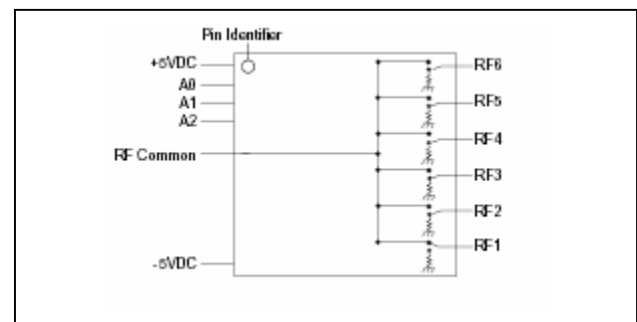 Pin Identifier
+5VDC
A0
A1
A2
RF Common
-5VDC
RF6
RF5
RF4
RF3
RF2
RF1